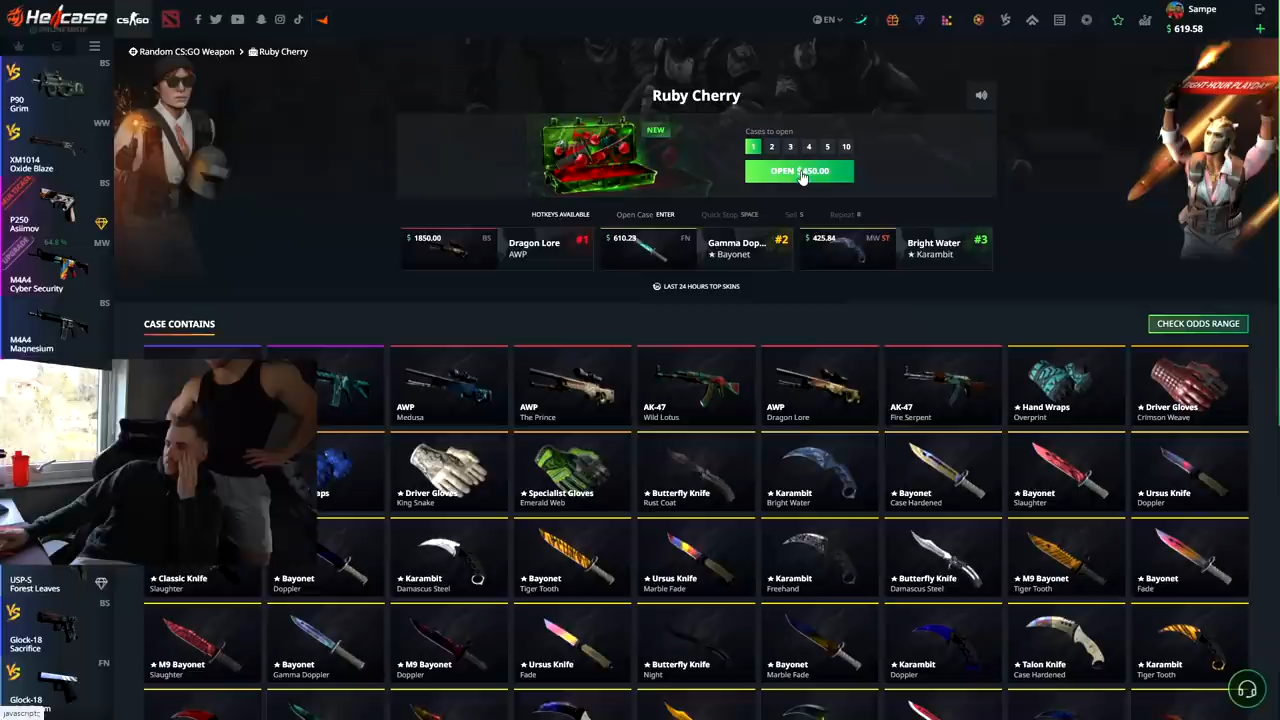 Hellcase
CS:GO
EN
Sampe
$ 619.58
Random CS:GO Weapon > Ruby Cherry
BS
P90
Grim
WW
XM1014
Oxide Blaze
BS
P250
Asiimov
64.8 %
MW
UPGRADE
M4A4
Cyber Security
BS
M4A4
Magnesium
USP-S
Forest Leaves
BS
Glock-18
Sacrifice
FN
Glock-18
Ruby Cherry
NEW
Cases to open
1 2 3 4 5 10
OPEN $450.00
HOTKEYS AVAILABLE Open Case ENTER Quick Stop SPACE Sell S Repeat R
$ 1850.00 BS Dragon Lore #1
AWP
$ 610.23 FN Gamma Dop... #2
★ Bayonet
$ 425.84 MW ST Bright Water #3
★ Karambit
LAST 24 HOURS TOP SKINS
CASE CONTAINS
CHECK ODDS RANGE
AWP
Medusa
AWP
The Prince
AK-47
Wild Lotus
AWP
Dragon Lore
AK-47
Fire Serpent
★ Hand Wraps
Overprint
★ Driver Gloves
Crimson Weave
★ Driver Gloves
King Snake
★ Specialist Gloves
Emerald Web
★ Butterfly Knife
Rust Coat
★ Karambit
Bright Water
★ Bayonet
Case Hardened
★ Bayonet
Slaughter
★ Ursus Knife
Doppler
★ Classic Knife
Slaughter
★ Bayonet
Doppler
★ Karambit
Damascus Steel
★ Bayonet
Tiger Tooth
★ Ursus Knife
Marble Fade
★ Karambit
Freehand
★ Butterfly Knife
Damascus Steel
★ M9 Bayonet
Tiger Tooth
★ Bayonet
Fade
★ M9 Bayonet
Slaughter
★ Bayonet
Gamma Doppler
★ M9 Bayonet
Doppler
★ Ursus Knife
Fade
★ Butterfly Knife
Night
★ Bayonet
Marble Fade
★ Karambit
Doppler
★ Talon Knife
Case Hardened
★ Karambit
Tiger Tooth
javascript:;